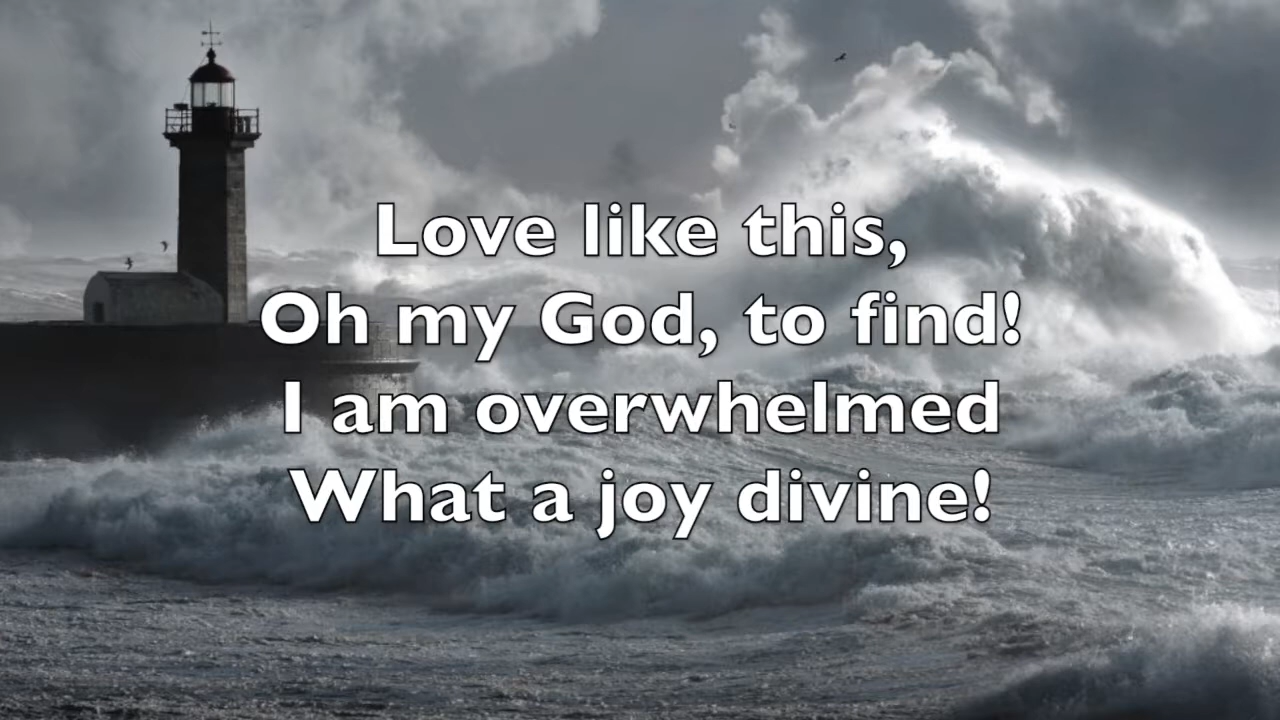 Love like this,
Oh my God, to find!
I am overwhelmed
What a joy divine!